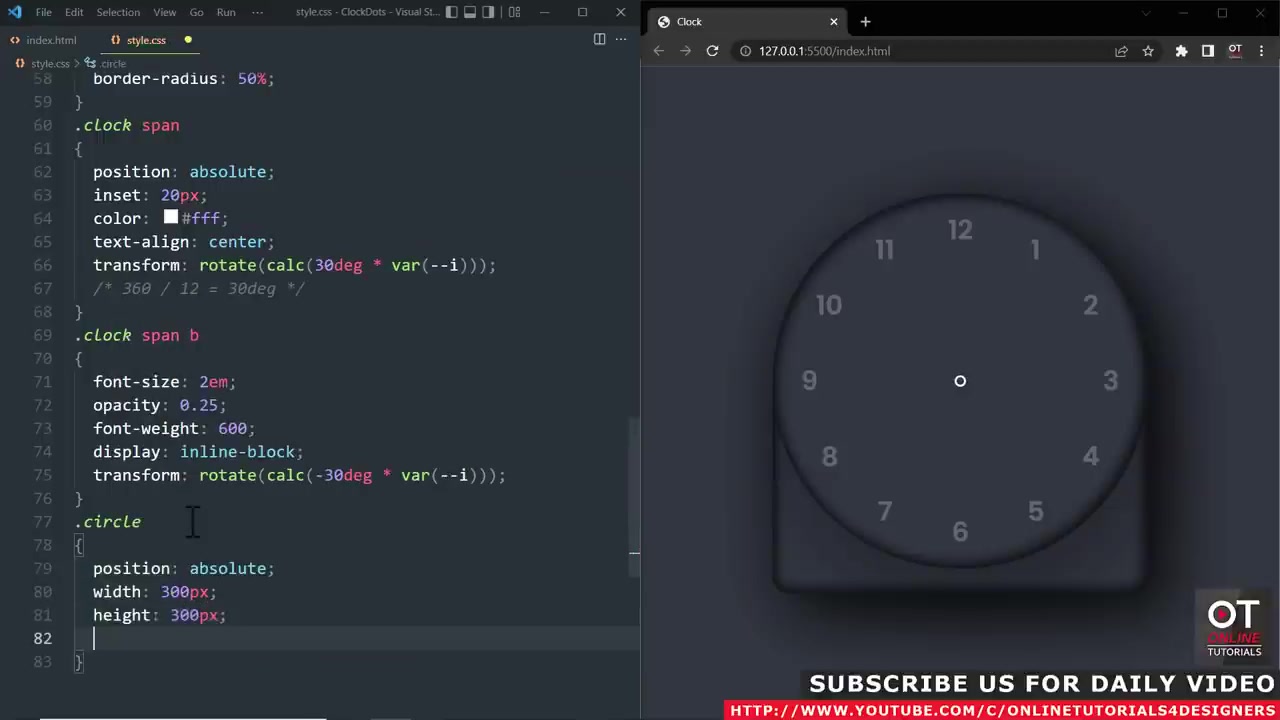 File Edit Selection View Go Run ··· style.css - ClockDots - Visual St...
index.html style.css
style.css > .circle
58 border-radius: 50%;
59 }
60 .clock span
61 {
62 position: absolute;
63 inset: 20px;
64 color: #fff;
65 text-align: center;
66 transform: rotate(calc(30deg * var(--i)));
67 /* 360 / 12 = 30deg */
68 }
69 .clock span b
70 {
71 font-size: 2em;
72 opacity: 0.25;
73 font-weight: 600;
74 display: inline-block;
75 transform: rotate(calc(-30deg * var(--i)));
76 }
77 .circle
78 {
79 position: absolute;
80 width: 300px;
81 height: 300px;
82
83 }
Clock
127.0.0.1:5500/index.html
OT
12
11 1
10 2
9 3
8 4
7 5
6
OT
ONLINE
TUTORIALS
SUBSCRIBE US FOR DAILY VIDEO
HTTP://WWW.YOUTUBE.COM/C/ONLINETUTORIALS4DESIGNERS